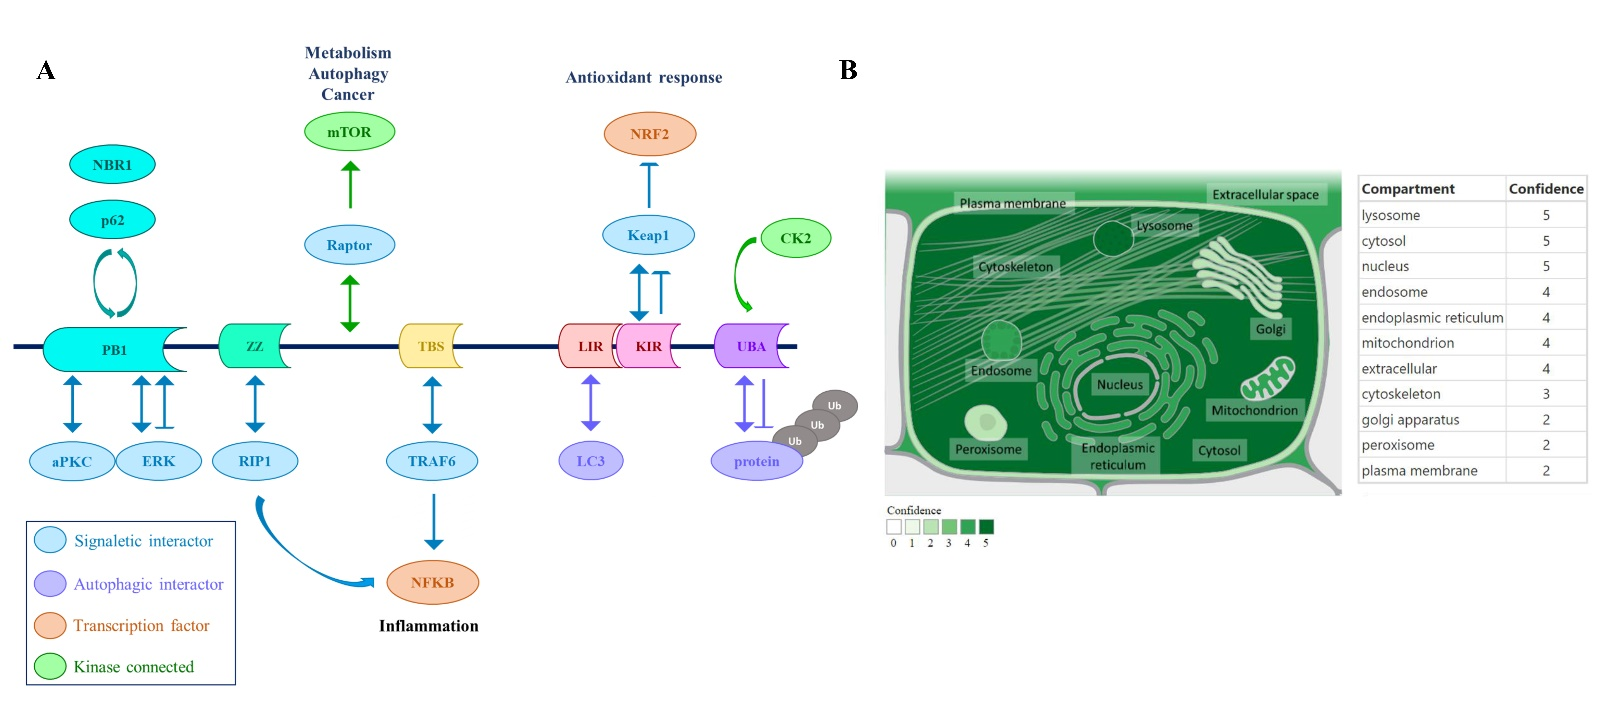 A
Metabolism
Autophagy
Cancer
Antioxidant response
mTOR
NRF2
NBR1
p62
Raptor
Keap1
CK2
PB1
ZZ
TBS
LIR
KIR
UBA
aPKC
ERK
RIP1
TRAF6
LC3
protein
Ub
Ub
Ub
NFKB
Inflammation
Signaletic interactor
Autophagic interactor
Transcription factor
Kinase connected
B
Plasma membrane
Extracellular space
Lysosome
Cytoskeleton
Golgi
Endosome
Nucleus
Mitochondrion
Peroxisome
Endoplasmic
reticulum
Cytosol
Confidence
0 1 2 3 4 5
Compartment Confidence
lysosome 5
cytosol 5
nucleus 5
endosome 4
endoplasmic reticulum 4
mitochondrion 4
extracellular 4
cytoskeleton 3
golgi apparatus 2
peroxisome 2
plasma membrane 2